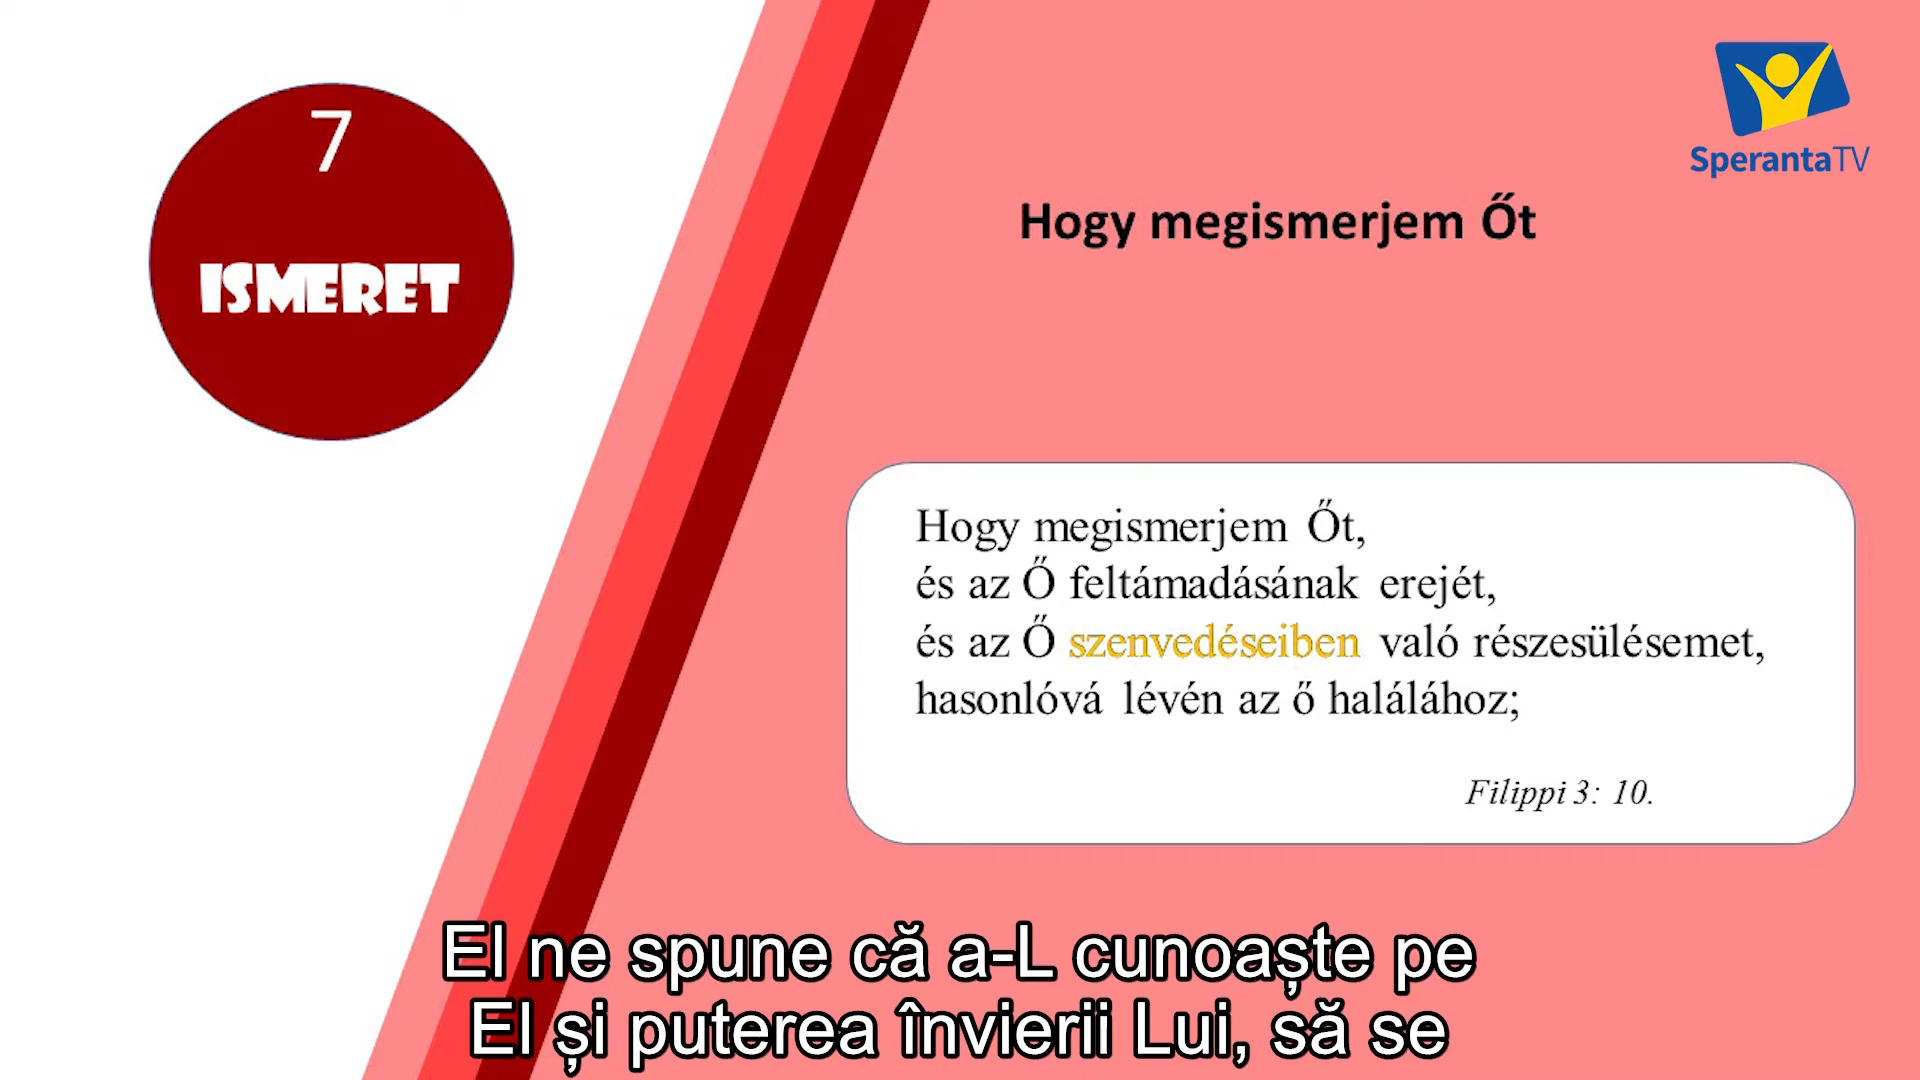 7
ISMERET
SperantaTV
Hogy megismerjem Őt
Hogy megismerjem Őt,
és az Ő feltámadásának erejét,
és az Ő szenvedéseiben való részesülésemet,
hasonlóvá lévén az ő halálához;
Filippi 3: 10.
El ne spune că a-L cunoaște pe
El și puterea învierii Lui, să se